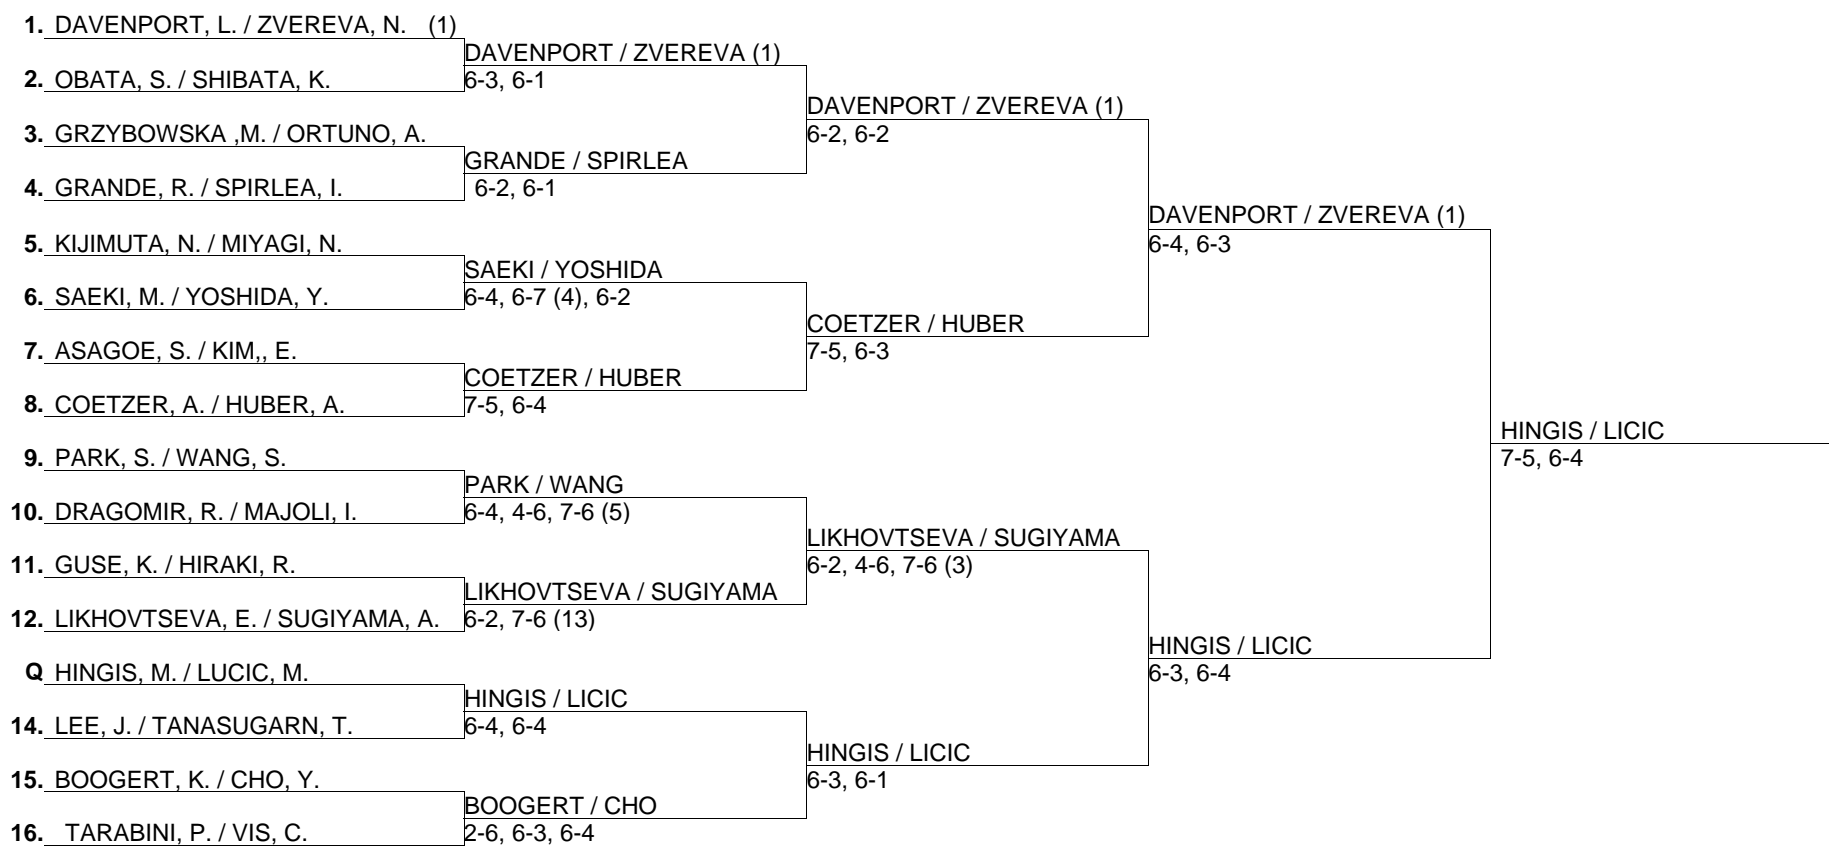 1. DAVENPORT, L. / ZVEREVA, N. (1)
DAVENPORT / ZVEREVA (1)
2. OBATA, S. / SHIBATA, K.
6-3, 6-1
DAVENPORT / ZVEREVA (1)
3. GRZYBOWSKA ,M. / ORTUNO, A.
6-2, 6-2
GRANDE / SPIRLEA
4. GRANDE, R. / SPIRLEA, I.
6-2, 6-1
DAVENPORT / ZVEREVA (1)
5. KIJIMUTA, N. / MIYAGI, N.
6-4, 6-3
SAEKI / YOSHIDA
6. SAEKI, M. / YOSHIDA, Y.
6-4, 6-7 (4), 6-2
COETZER / HUBER
7. ASAGOE, S. / KIM,, E.
7-5, 6-3
COETZER / HUBER
8. COETZER, A. / HUBER, A.
7-5, 6-4
HINGIS / LICIC
9. PARK, S. / WANG, S.
7-5, 6-4
PARK / WANG
10. DRAGOMIR, R. / MAJOLI, I.
6-4, 4-6, 7-6 (5)
LIKHOVTSEVA / SUGIYAMA
11. GUSE, K. / HIRAKI, R.
6-2, 4-6, 7-6 (3)
LIKHOVTSEVA / SUGIYAMA
12. LIKHOVTSEVA, E. / SUGIYAMA, A.
6-2, 7-6 (13)
HINGIS / LICIC
Q HINGIS, M. / LUCIC, M.
6-3, 6-4
HINGIS / LICIC
14. LEE, J. / TANASUGARN, T.
6-4, 6-4
HINGIS / LICIC
15. BOOGERT, K. / CHO, Y.
6-3, 6-1
BOOGERT / CHO
16. TARABINI, P. / VIS, C.
2-6, 6-3, 6-4